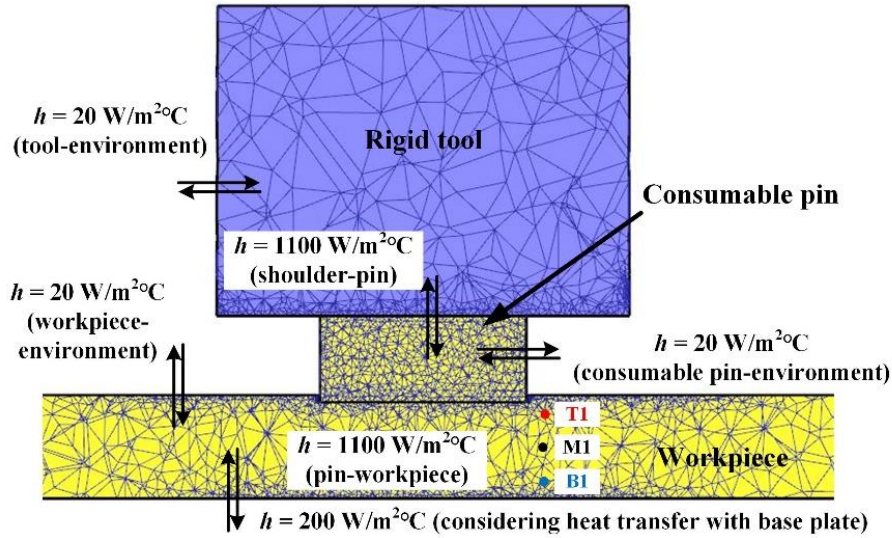 h = 20 W/m²°C
(tool-environment)
Rigid tool
Consumable pin
h = 1100 W/m²°C
(shoulder-pin)
h = 20 W/m²°C
(workpiece-
environment)
h = 20 W/m²°C
(consumable pin-environment)
T1
h = 1100 W/m²°C
(pin-workpiece)
M1
Workpiece
B1
h = 200 W/m²°C (considering heat transfer with base plate)